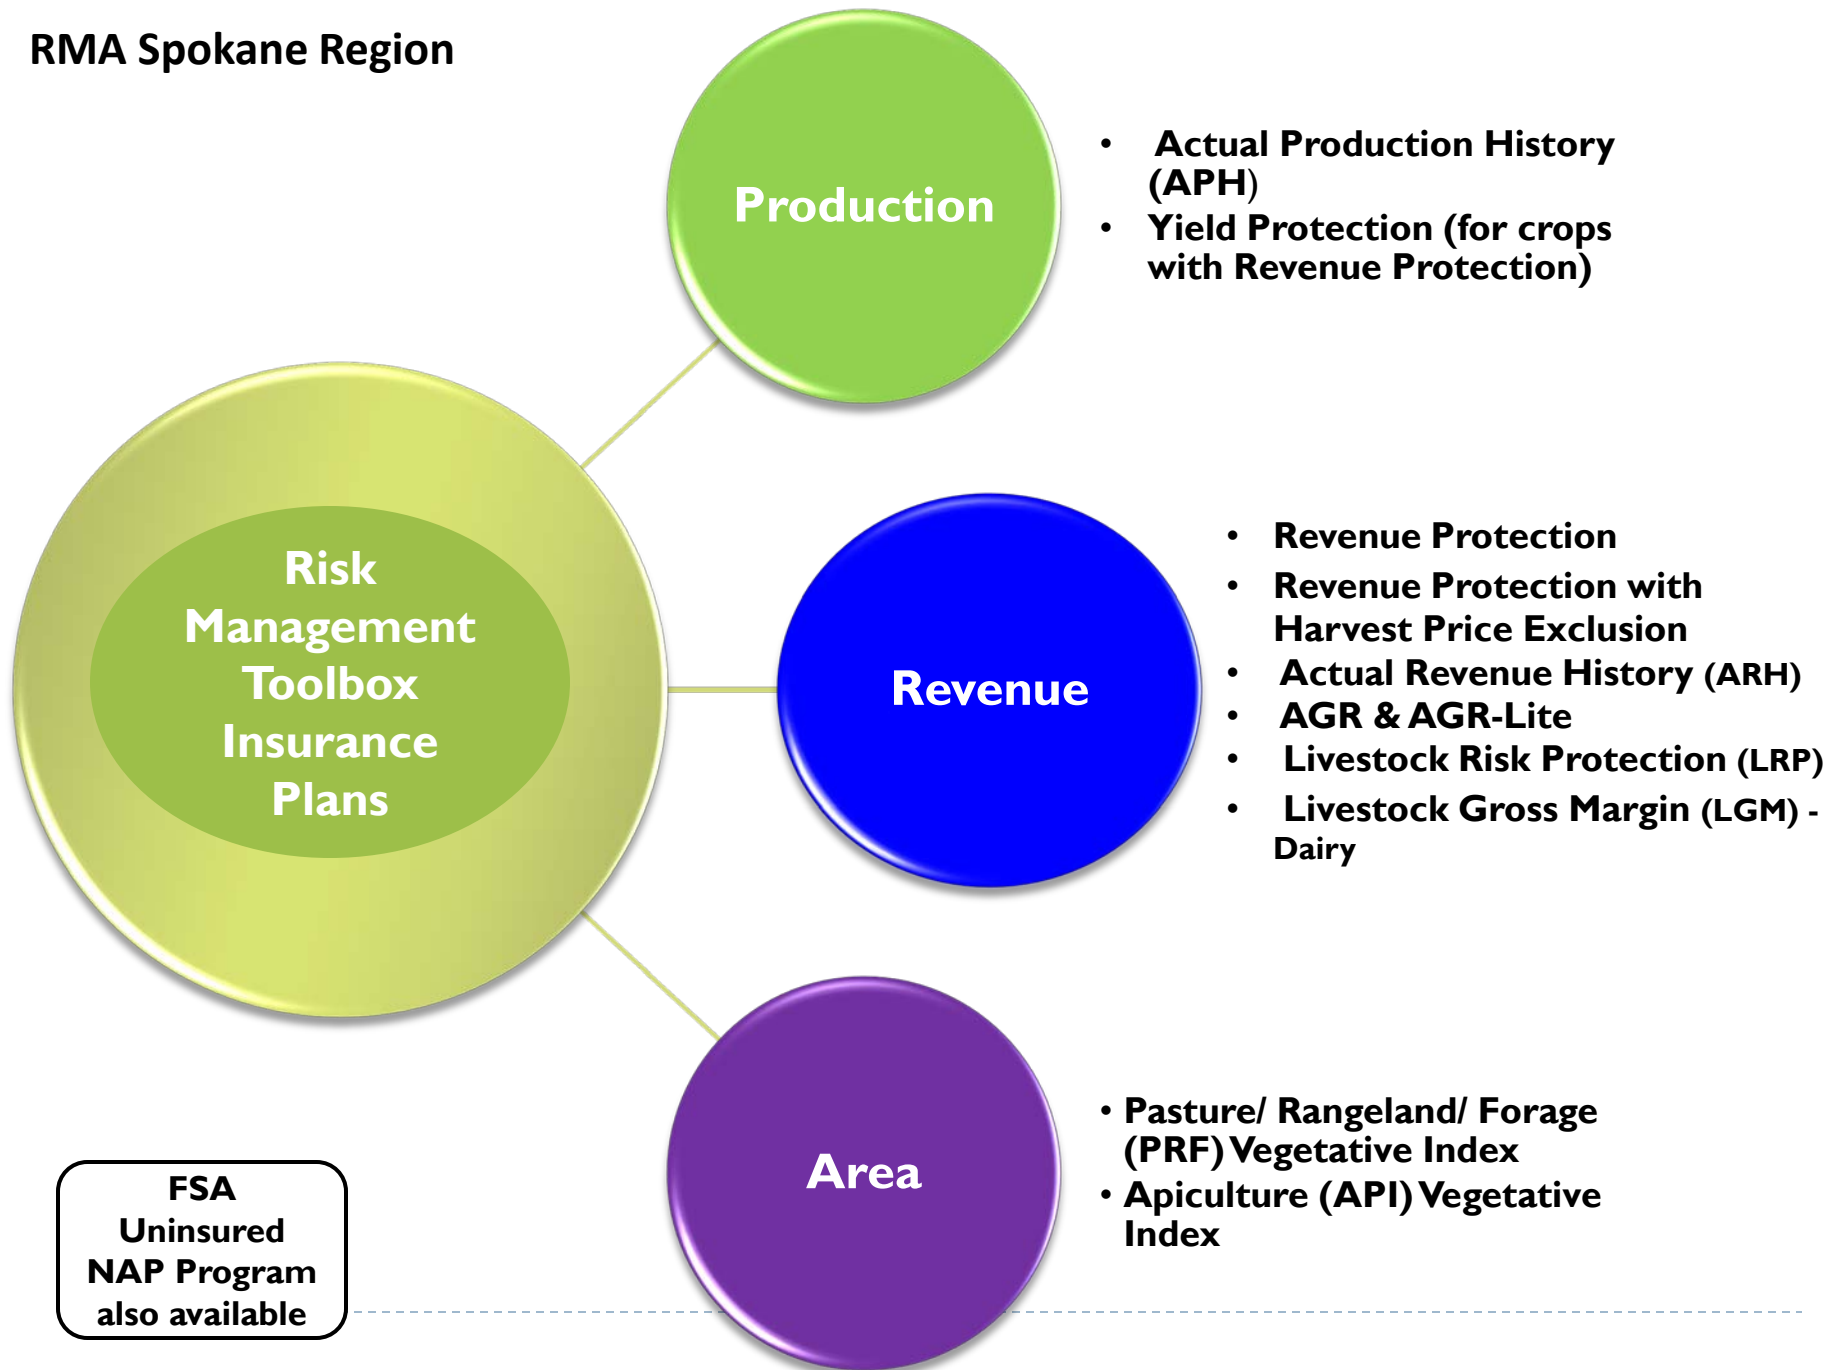 RMA Spokane Region
Production
• Actual Production History
(APH)
• Yield Protection (for crops
with Revenue Protection)
Risk
Management
Toolbox
Insurance
Plans
Revenue
• Revenue Protection
• Revenue Protection with
Harvest Price Exclusion
• Actual Revenue History (ARH)
• AGR & AGR-Lite
• Livestock Risk Protection (LRP)
• Livestock Gross Margin (LGM) -
Dairy
Area
• Pasture/ Rangeland/ Forage
(PRF) Vegetative Index
• Apiculture (API) Vegetative
Index
FSA
Uninsured
NAP Program
also available